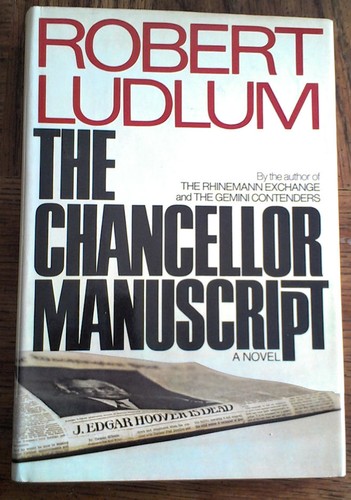 ROBERT
LUDLUM
THE
CHANCELLOR
MANUSCRIPT
By the author of
THE RHINEMANN EXCHANGE
and THE GEMINI CONTENDERS
A NOVEL
J. EDGAR HOOVER IS DEAD